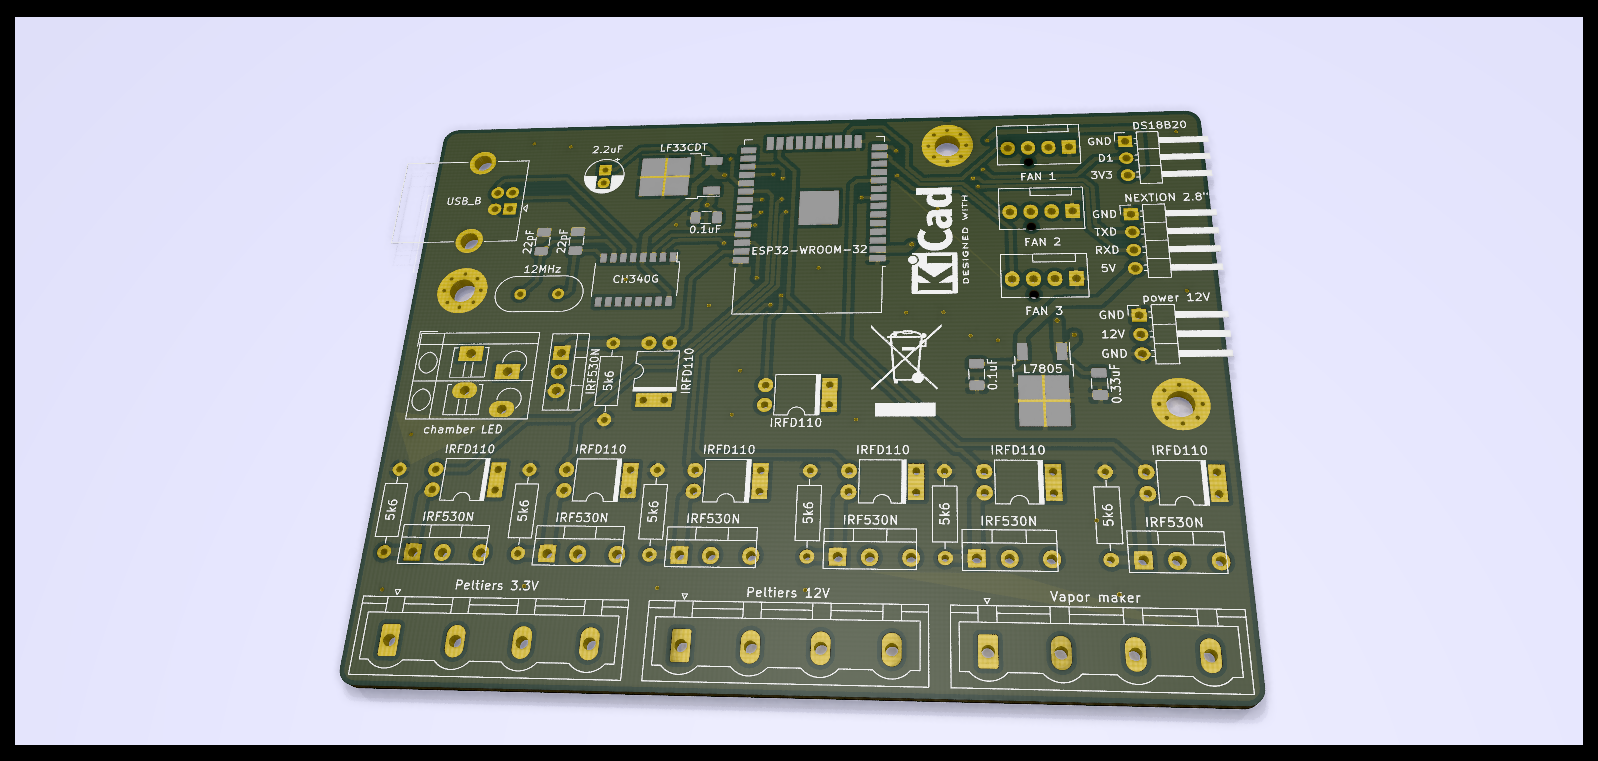 DS18B20
GND
D1
3V3
FAN 1
2.2uF
LF33CDT
USB_B
0.1uF
22pF
22pF
12MHz
CH340G
ESP32-WROOM-32
KiCad
DESIGNED WITH
FAN 2
NEXTION 2.8"
GND
TXD
RXD
5V
FAN 3
power 12V
GND
12V
GND
chamber LED
IRF530N
5k6
IRFD110
IRFD110
0.1uF
L7805
0.33uF
IRFD110
IRFD110
IRFD110
IRFD110
IRFD110
IRFD110
5k6
5k6
5k6
5k6
5k6
5k6
IRF530N
IRF530N
IRF530N
IRF530N
IRF530N
IRF530N
Peltiers 3.3V
Peltiers 12V
Vapor maker